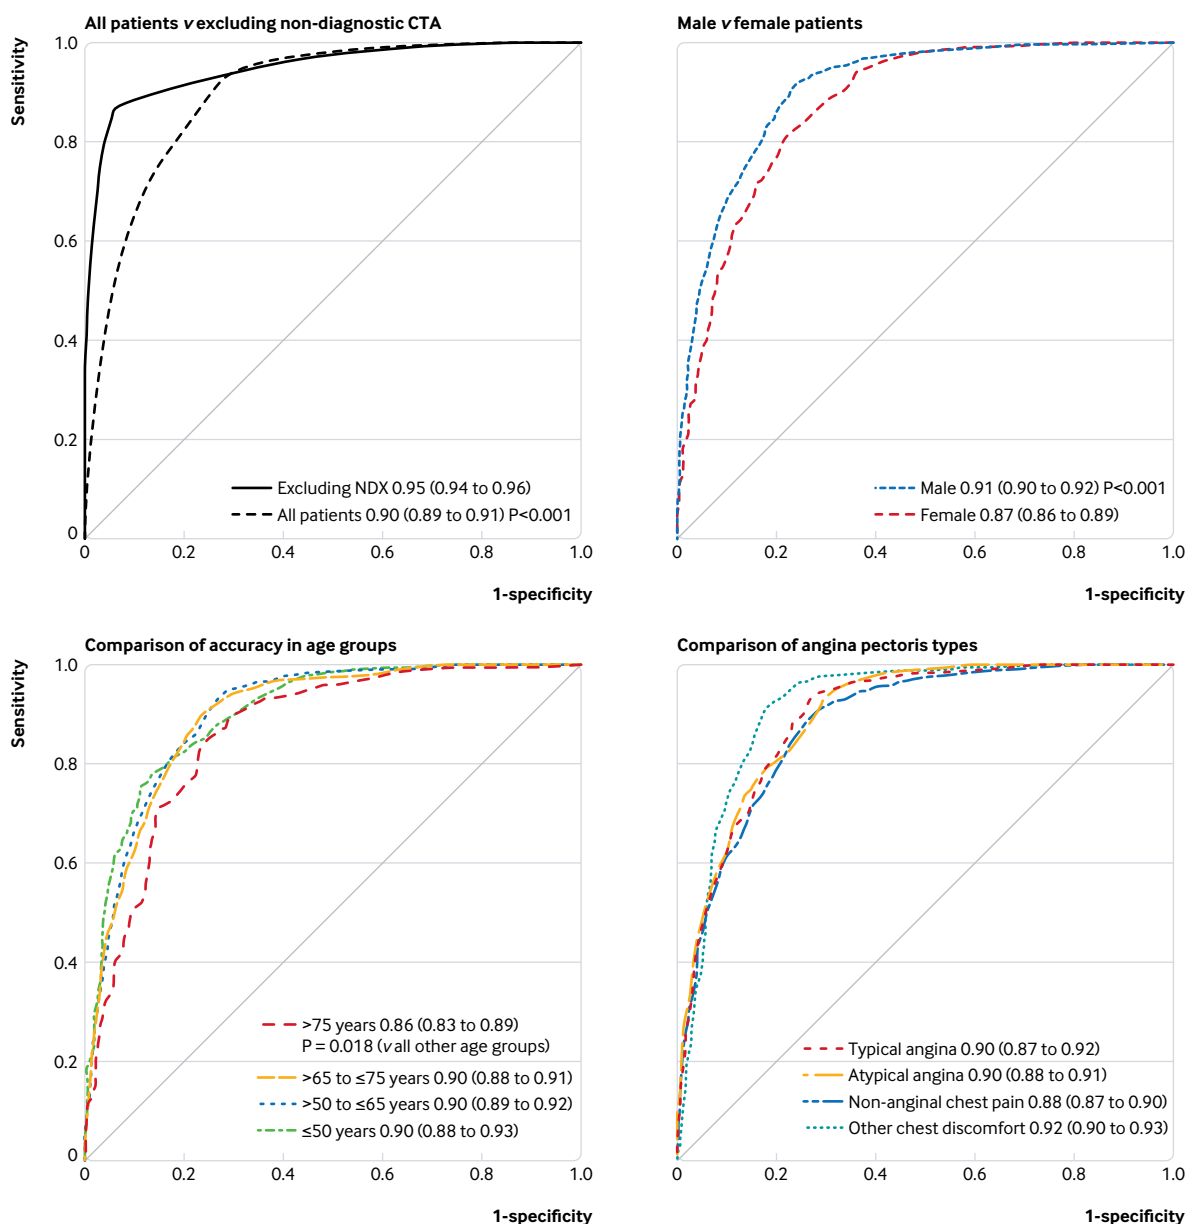 All patients v excluding non-diagnostic CTA
Sensitivity
1.0
0.8
0.6
0.4
0.2
0
Excluding NDX 0.95 (0.94 to 0.96)
All patients 0.90 (0.89 to 0.91) P<0.001
0 0.2 0.4 0.6 0.8 1.0
1-specificity
Male v female patients
Male 0.91 (0.90 to 0.92) P<0.001
Female 0.87 (0.86 to 0.89)
0 0.2 0.4 0.6 0.8 1.0
1-specificity
Comparison of accuracy in age groups
Sensitivity
1.0
0.8
0.6
0.4
0.2
0
>75 years 0.86 (0.83 to 0.89)
P = 0.018 (v all other age groups)
>65 to ≤75 years 0.90 (0.88 to 0.91)
>50 to ≤65 years 0.90 (0.89 to 0.92)
≤50 years 0.90 (0.88 to 0.93)
0 0.2 0.4 0.6 0.8 1.0
1-specificity
Comparison of angina pectoris types
Typical angina 0.90 (0.87 to 0.92)
Atypical angina 0.90 (0.88 to 0.91)
Non-anginal chest pain 0.88 (0.87 to 0.90)
Other chest discomfort 0.92 (0.90 to 0.93)
0 0.2 0.4 0.6 0.8 1.0
1-specificity